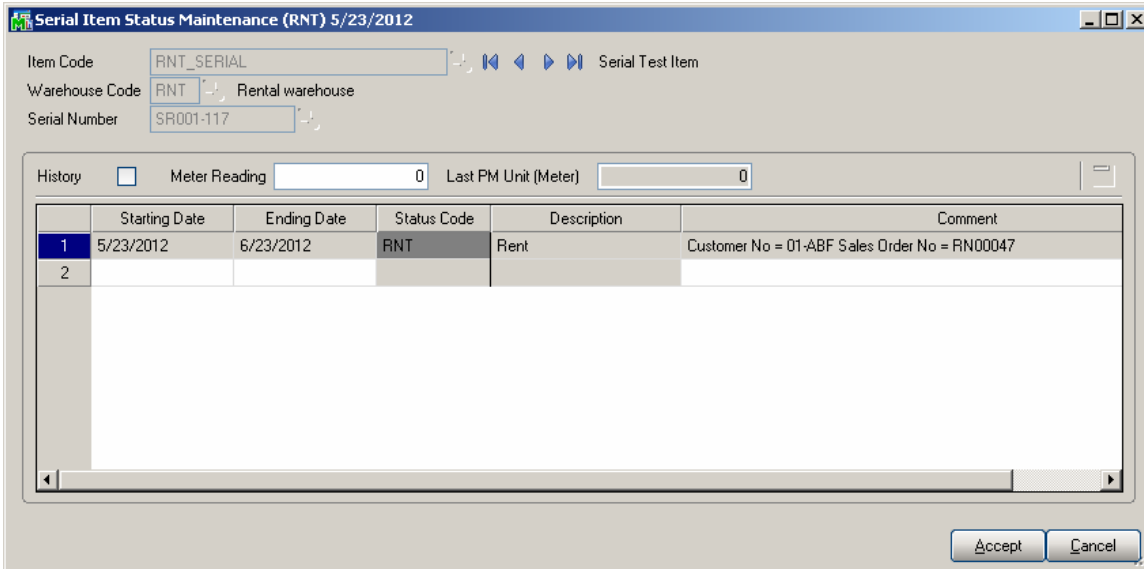 Serial Item Status Maintenance (RNT) 5/23/2012
Item Code RNT_SERIAL Serial Test Item
Warehouse Code RNT Rental warehouse
Serial Number SR001-117
History Meter Reading 0 Last PM Unit (Meter) 0
Starting Date Ending Date Status Code Description Comment
1 5/23/2012 6/23/2012 RNT Rent Customer No = 01-ABF Sales Order No = RN00047
2
Accept Cancel